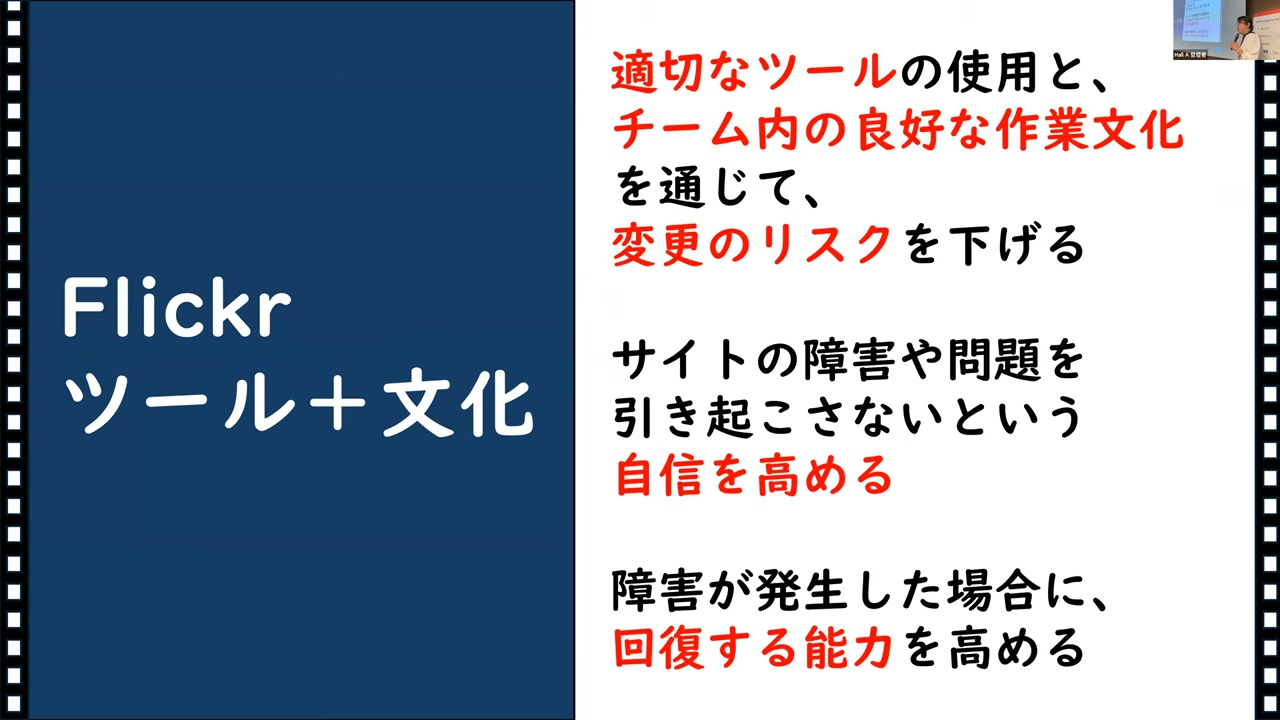 Flickr
ツール＋文化
適切なツールの使用と、
チーム内の良好な作業文化
を通じて、
変更のリスクを下げる
サイトの障害や問題を
引き起こさないという
自信を高める
障害が発生した場合に、
回復する能力を高める
Hall A 登壇者